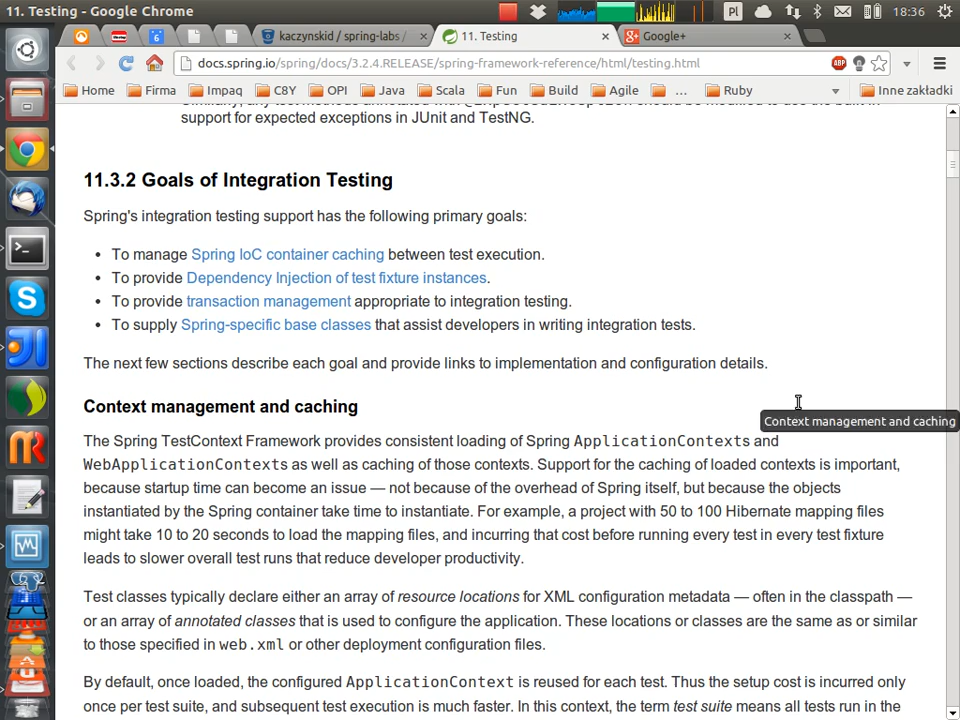 11. Testing - Google Chrome
Pl
18:36
kaczynskid / spring-labs /
11. Testing
Google+
docs.spring.io/spring/docs/3.2.4.RELEASE/spring-framework-reference/html/testing.html
ABP
Home Firma Impaq C8Y OPI Java Scala Fun Build Agile ... Ruby Inne zakładki
support for expected exceptions in JUnit and TestNG.
11.3.2 Goals of Integration Testing
Spring's integration testing support has the following primary goals:
• To manage Spring IoC container caching between test execution.
• To provide Dependency Injection of test fixture instances.
• To provide transaction management appropriate to integration testing.
• To supply Spring-specific base classes that assist developers in writing integration tests.
The next few sections describe each goal and provide links to implementation and configuration details.
Context management and caching
Context management and caching
The Spring TestContext Framework provides consistent loading of Spring ApplicationContexts and
WebApplicationContexts as well as caching of those contexts. Support for the caching of loaded contexts is important,
because startup time can become an issue — not because of the overhead of Spring itself, but because the objects
instantiated by the Spring container take time to instantiate. For example, a project with 50 to 100 Hibernate mapping files
might take 10 to 20 seconds to load the mapping files, and incurring that cost before running every test in every test fixture
leads to slower overall test runs that reduce developer productivity.
Test classes typically declare either an array of resource locations for XML configuration metadata — often in the classpath —
or an array of annotated classes that is used to configure the application. These locations or classes are the same as or similar
to those specified in web.xml or other deployment configuration files.
By default, once loaded, the configured ApplicationContext is reused for each test. Thus the setup cost is incurred only
once per test suite, and subsequent test execution is much faster. In this context, the term test suite means all tests run in the